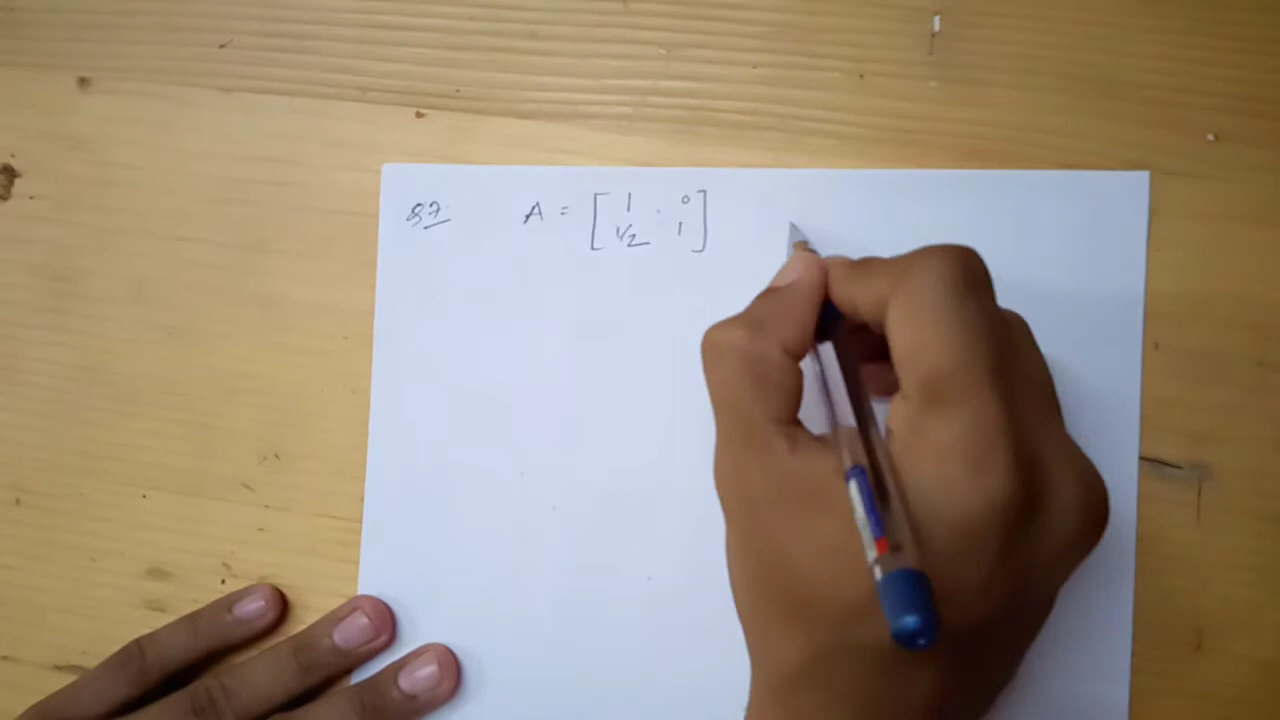 87 A = [ 1 0
1/2 1 ]